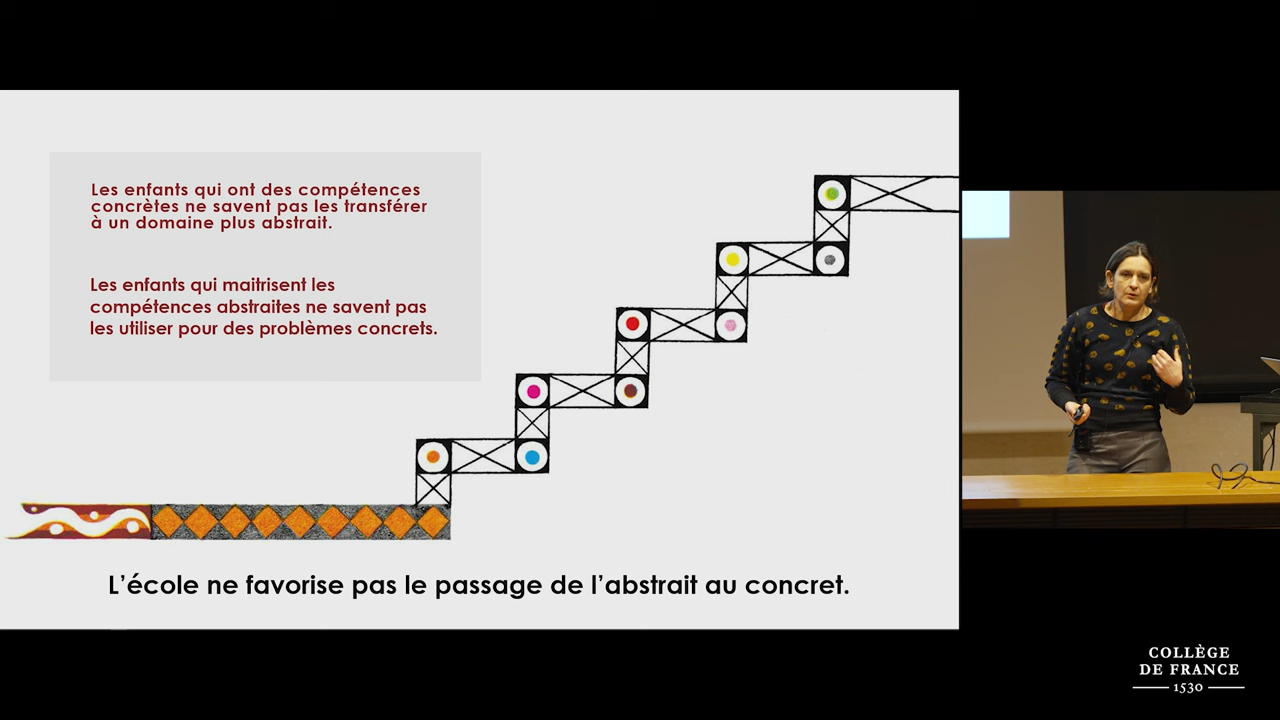 Les enfants qui ont des compétences
concrètes ne savent pas les transférer
à un domaine plus abstrait.
Les enfants qui maitrisent les
compétences abstraites ne savent pas
les utiliser pour des problèmes concrets.
L'école ne favorise pas le passage de l'abstrait au concret.
COLLÈGE
DE FRANCE
1530